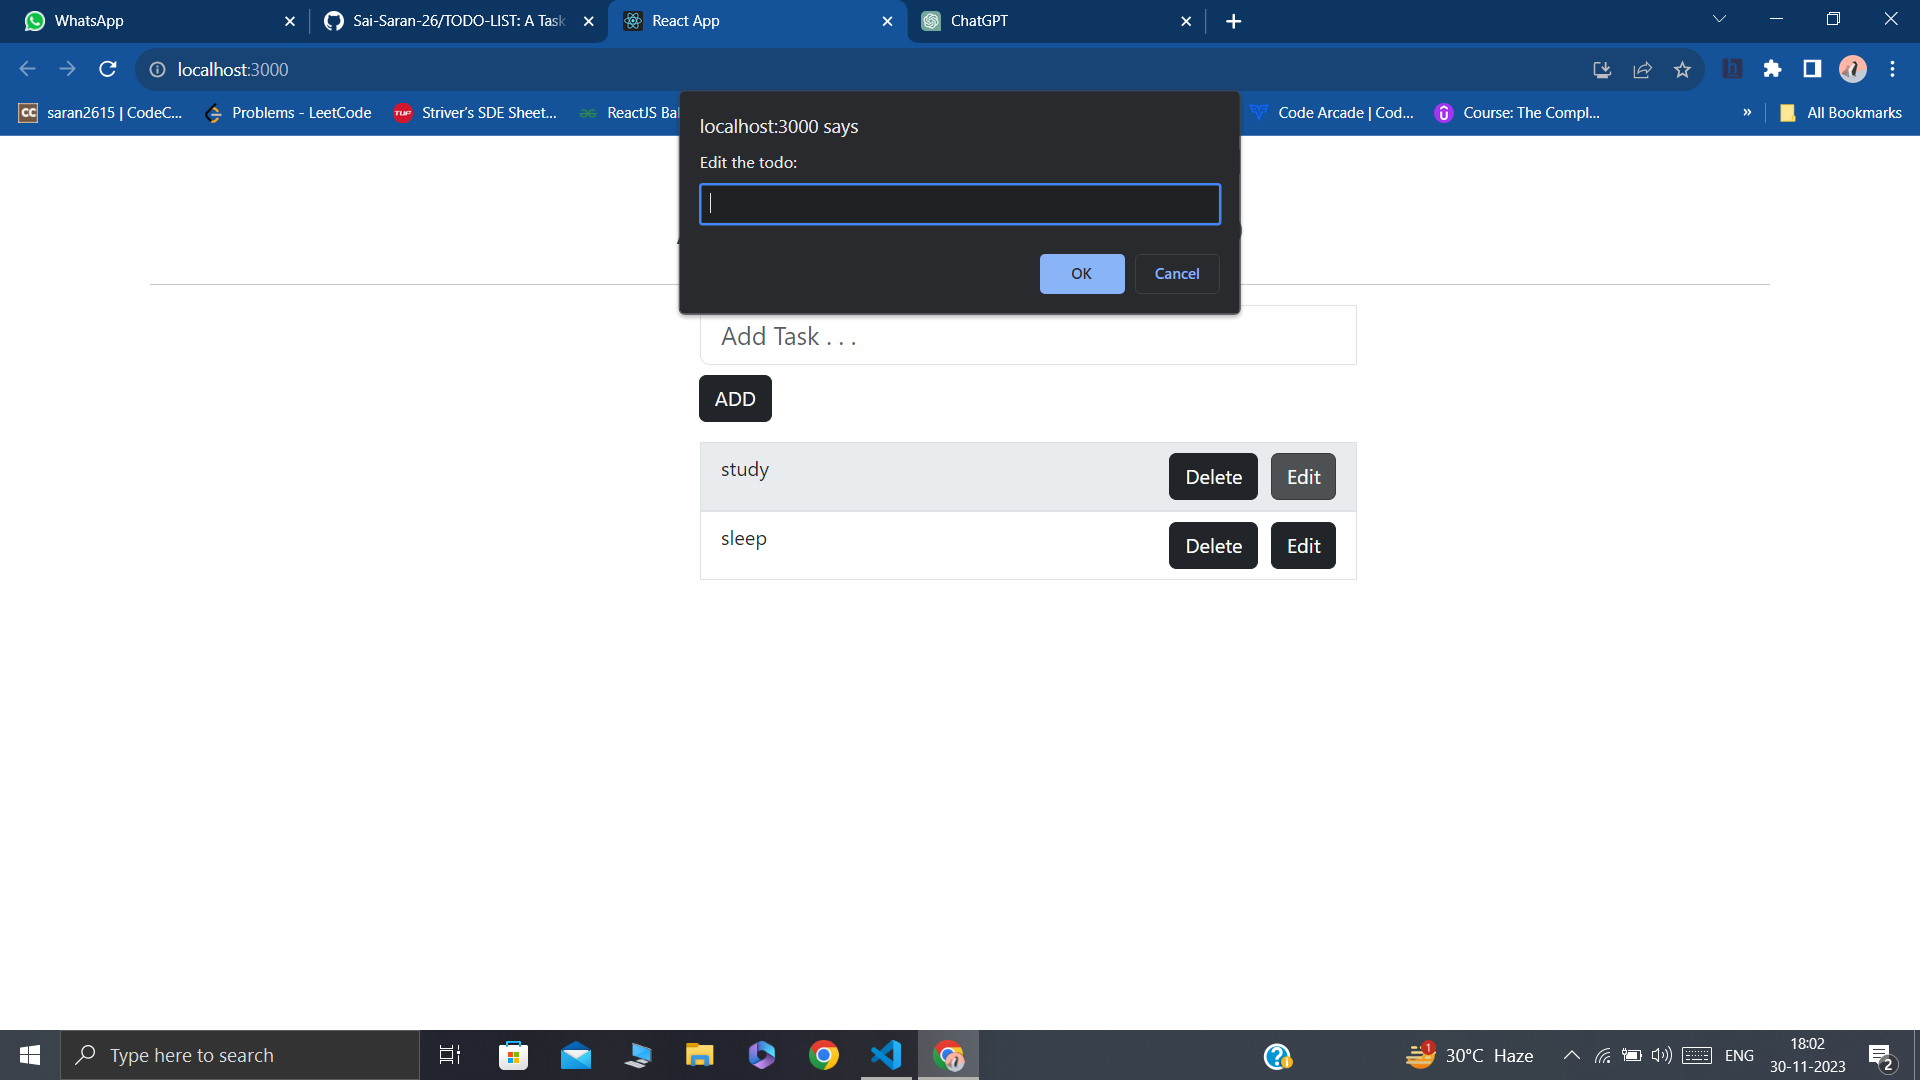 WhatsApp
Sai-Saran-26/TODO-LIST: A Task
React App
ChatGPT
localhost:3000
saran2615 | CodeC...
Problems - LeetCode
TUF
Striver's SDE Sheet...
ReactJS Ba
Code Arcade | Cod...
Course: The Compl...
»
All Bookmarks
localhost:3000 says
Edit the todo:
OK
Cancel
Add Task . . .
ADD
study
Delete
Edit
sleep
Delete
Edit
Type here to search
1
30°C Haze
ENG
18:02
30-11-2023
2